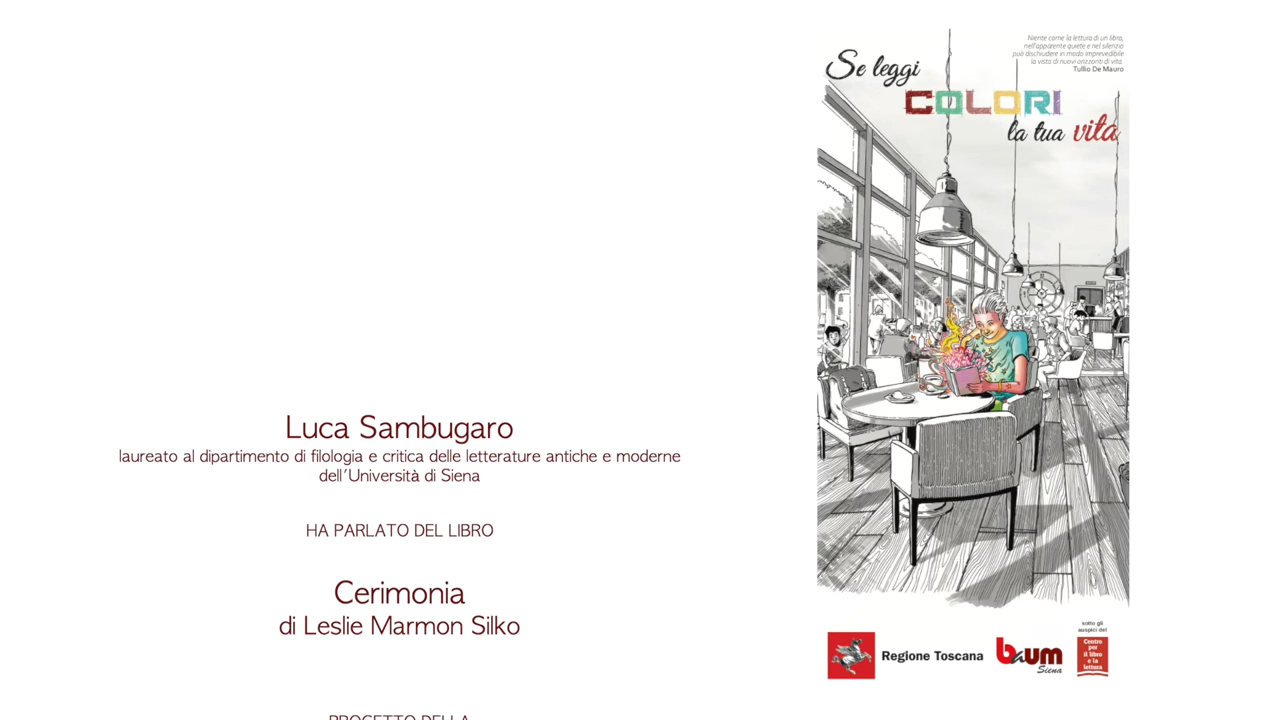 Luca Sambugaro
laureato al dipartimento di filologia e critica delle letterature antiche e moderne
dell'Università di Siena
HA PARLATO DEL LIBRO
Cerimonia
di Leslie Marmon Silko
PROGETTO DELLA
Niente come la lettura di un libro,
nell'apparente quiete e nel silenzio
può dischiudere in modo imprevedibile
la vista di nuovi orizzonti di vita.
Tullio De Mauro
Se leggi
COLORI
la tua vita
Regione Toscana
baum
Siena
sotto gli
auspici del
Centro
per
il libro
e la
lettura